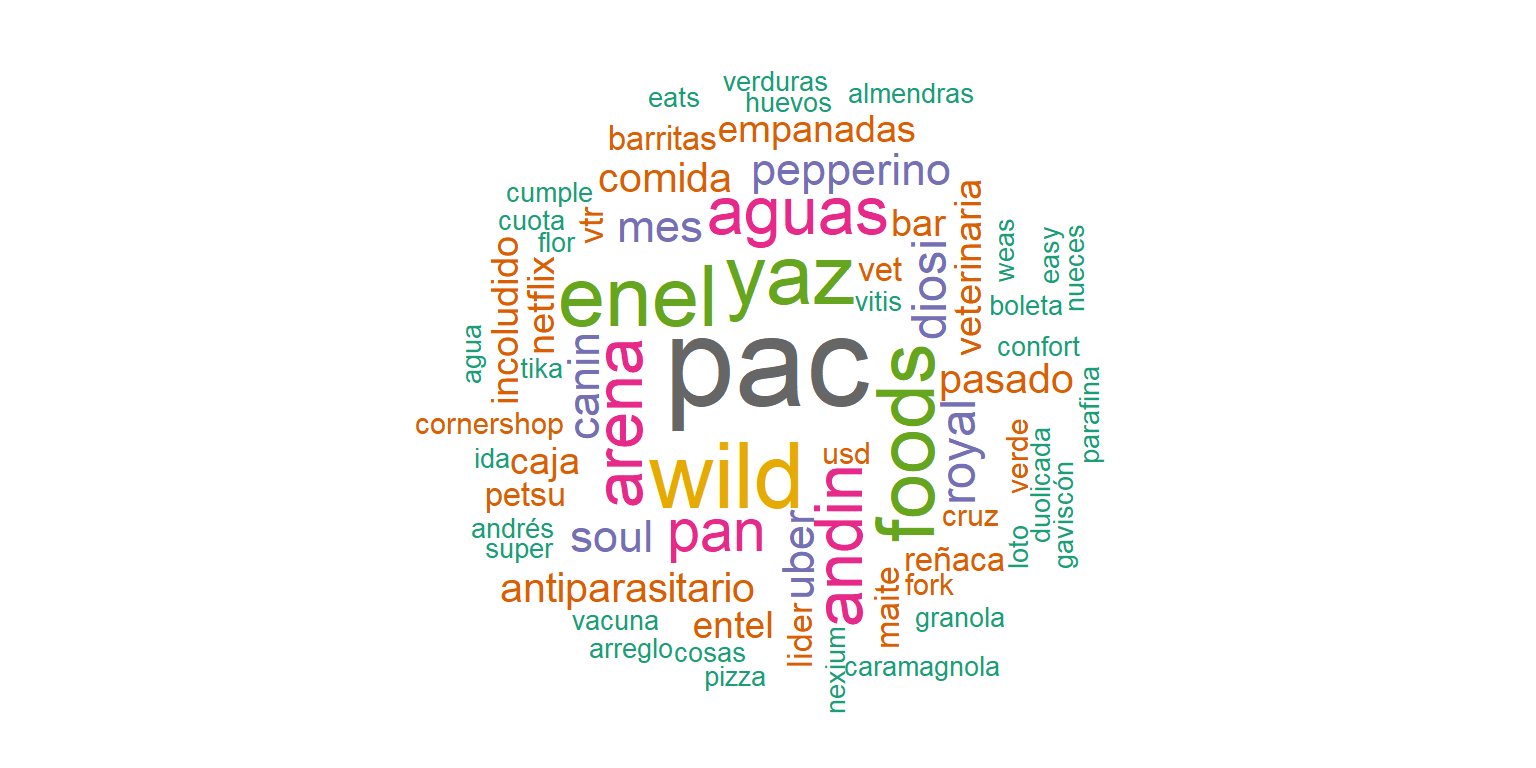 verduras
eats
huevos
almendras
barritas
empanadas
comida
pepperino
cumple
cuota
flor
vtr
mes
aguas
bar
veterinaria
weas
easy
nueces
incoludido
netflix
enel
yaz
vet
vitis
diosi
boleta
agua
tika
canin
arena
pac
foods
confort
pasado
parafina
cornershop
ida
caja
petsu
wild
usd
andin
royal
verde
duolicada
gaviscón
loto
cruz
andrés
super
soul
pan
uber
reñaca
fork
antiparasitario
maite
vacuna
entel
lider
granola
arreglo
cosas
pizza
nexium
caramagnola